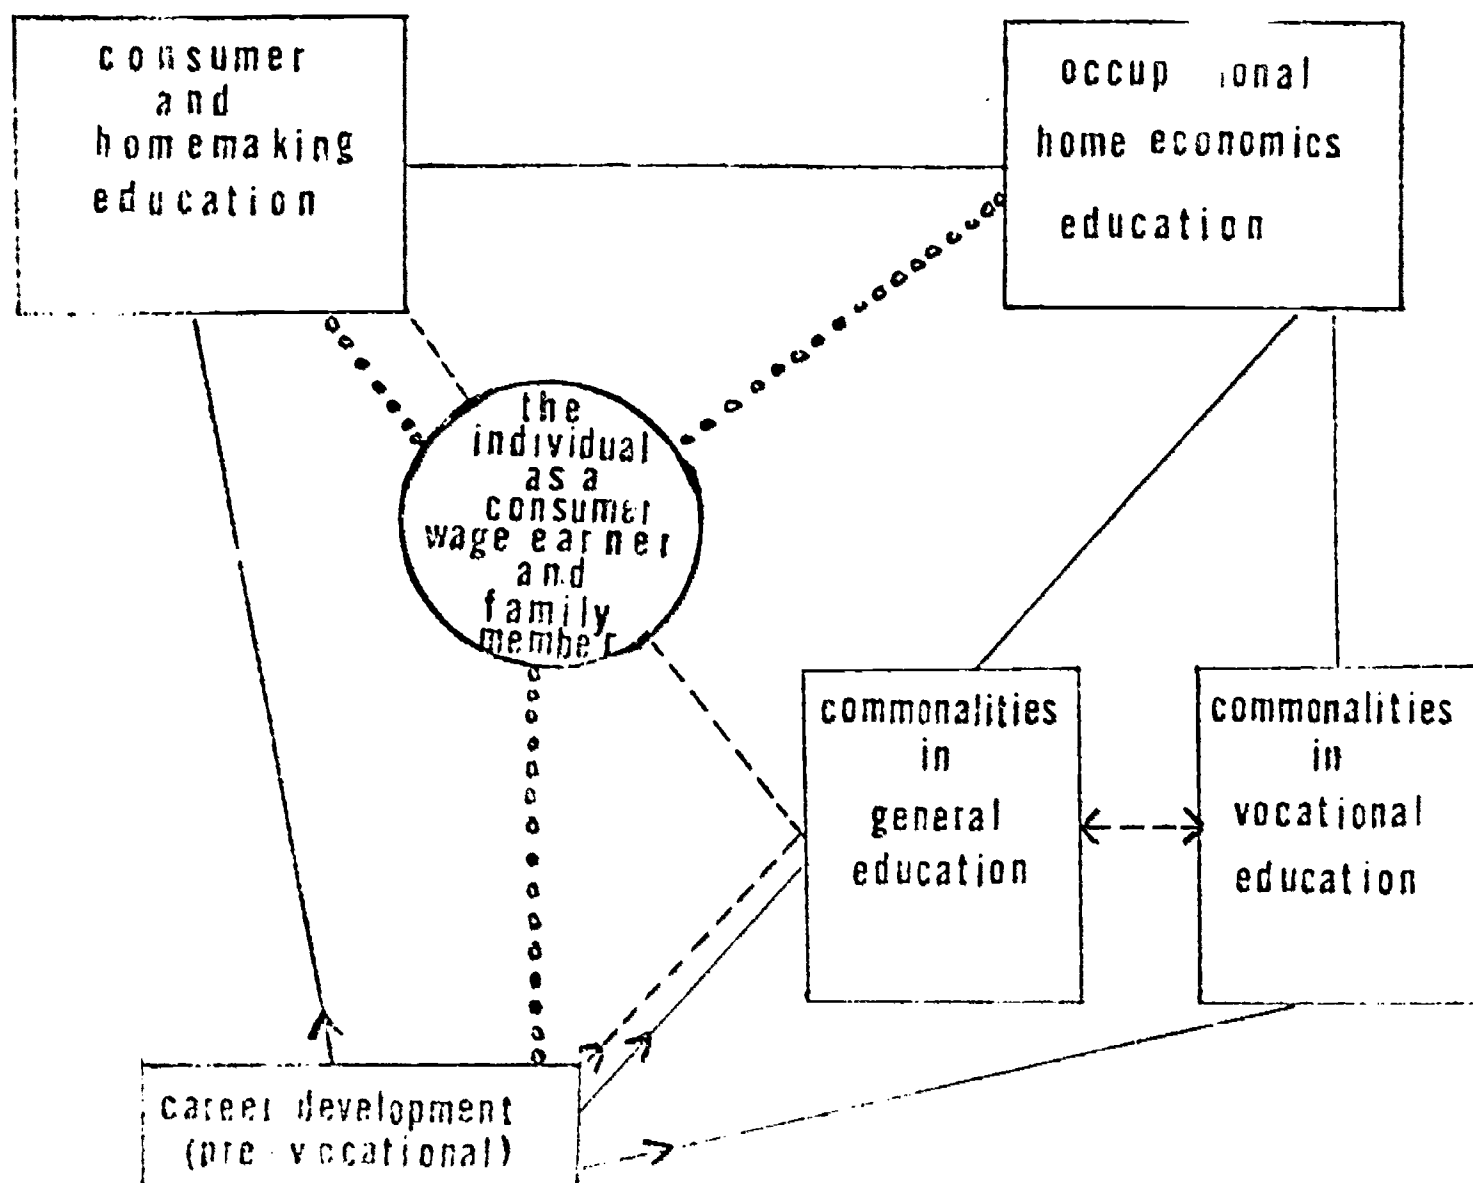 consumer
and
homemaking
education
occup ional
home economics
education
the
individual
as a
consumer
wage earner
and
family
member
commonalities
in
general
education
commonalities
in
vocational
education
career development
(pre-vocational)